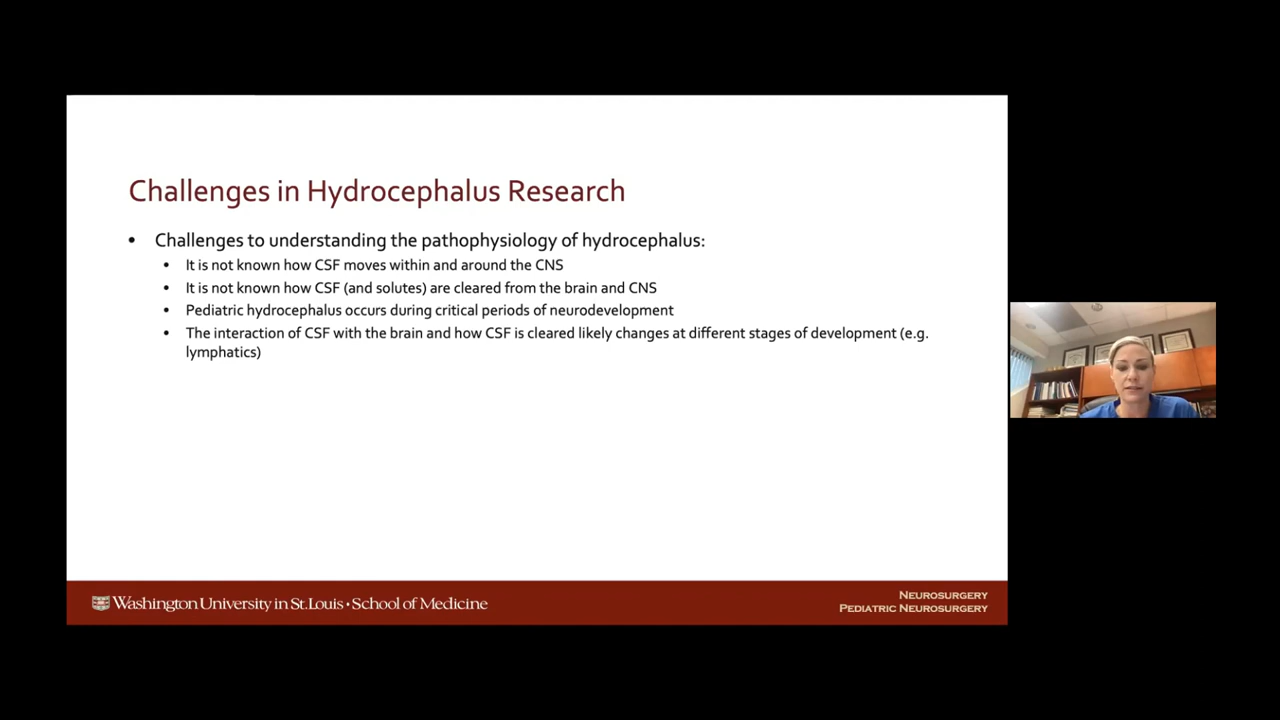 Challenges in Hydrocephalus Research
• Challenges to understanding the pathophysiology of hydrocephalus:
• It is not known how CSF moves within and around the CNS
• It is not known how CSF (and solutes) are cleared from the brain and CNS
• Pediatric hydrocephalus occurs during critical periods of neurodevelopment
• The interaction of CSF with the brain and how CSF is cleared likely changes at different stages of development (e.g.
lymphatics)
Washington University in St. Louis • School of Medicine
Neurosurgery
Pediatric Neurosurgery